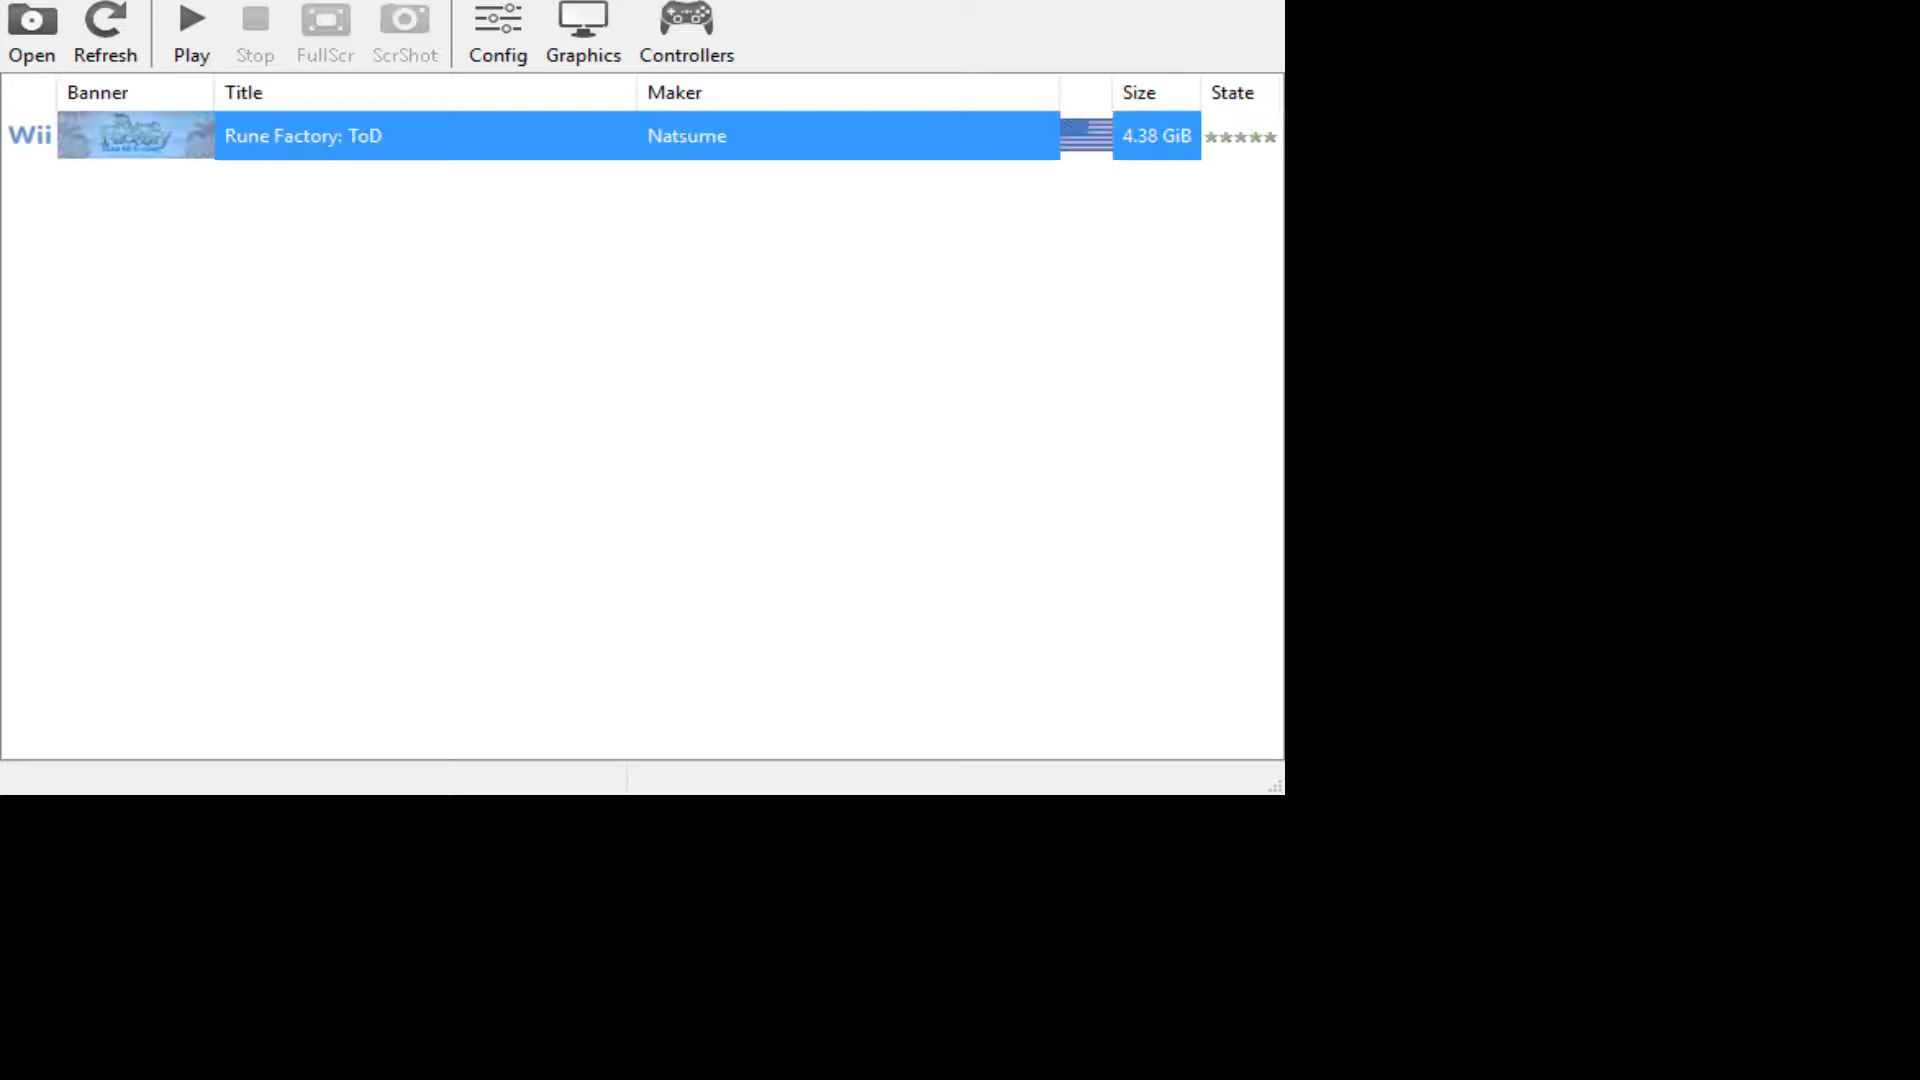 Open Refresh Play Stop FullScr ScrShot Config Graphics Controllers
Banner Title Maker Size State
Wii Rune Factory: ToD Natsume 4.38 GiB